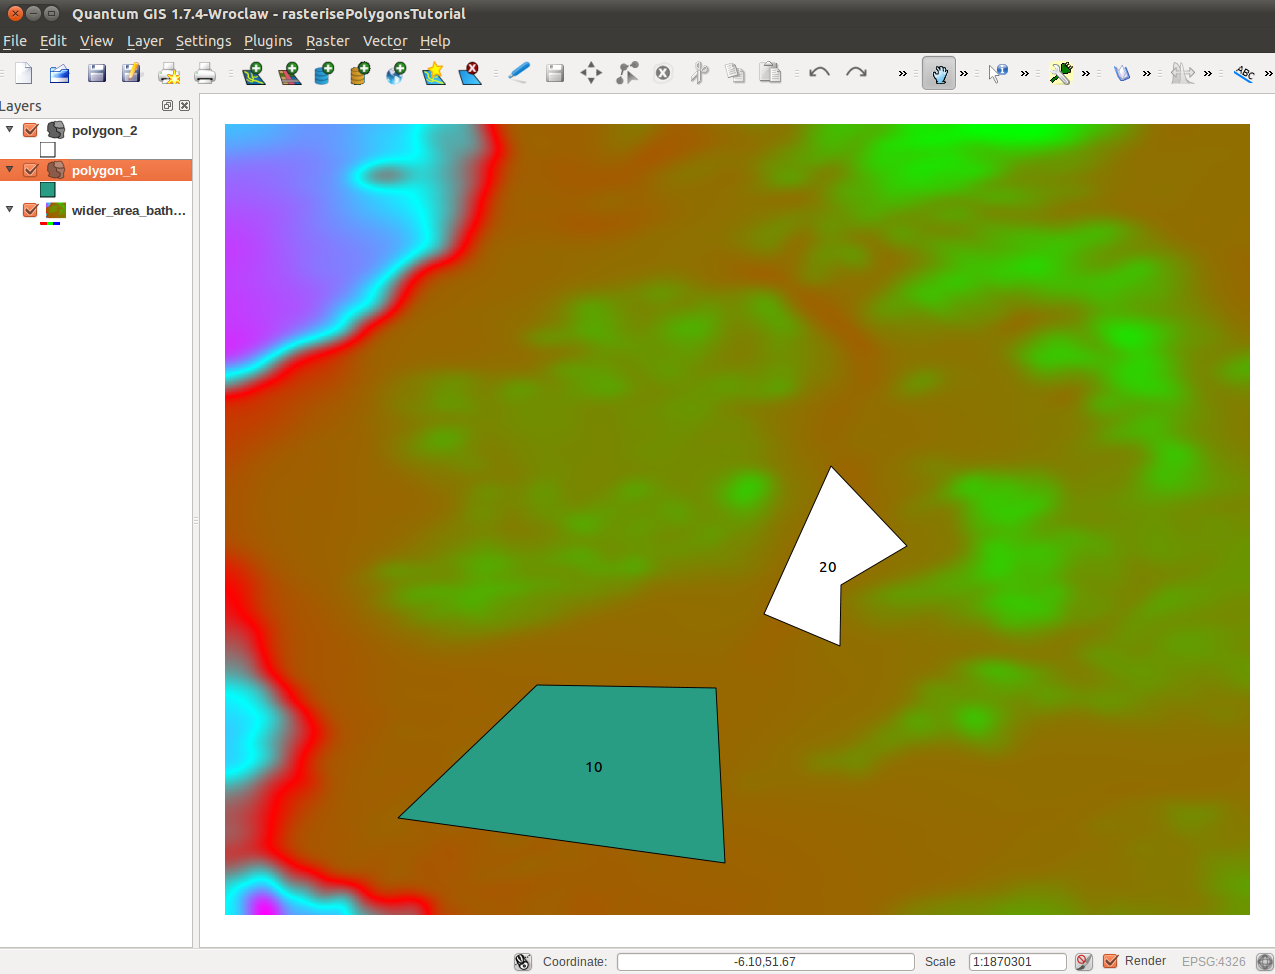 Quantum GIS 1.7.4-Wroclaw - rasterisePolygonsTutorial
File Edit View Layer Settings Plugins Raster Vector Help
ABC
Layers
polygon_2
polygon_1
wider_area_bath...
20
10
Coordinate: -6.10,51.67 Scale 1:1870301 Render EPSG:4326